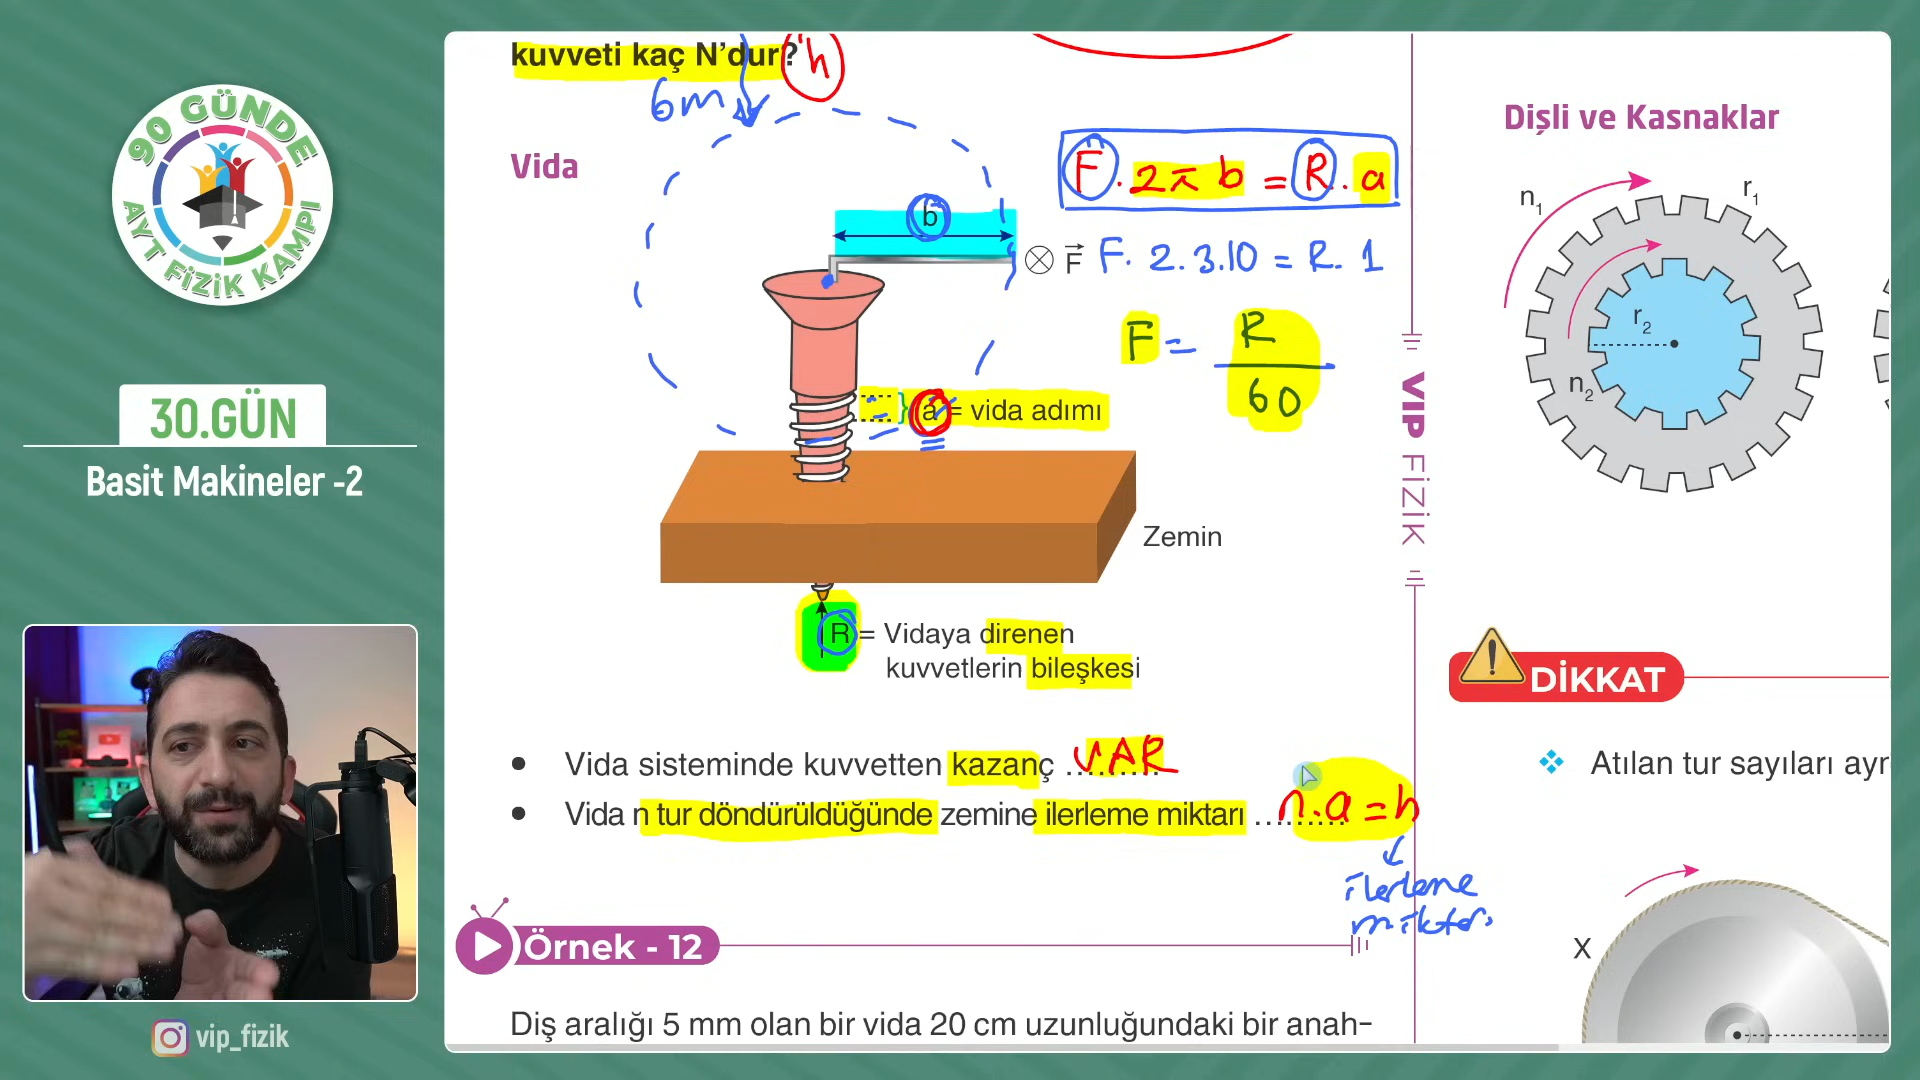 90 GÜNDE
AYT FİZİK KAMPI
30.GÜN
Basit Makineler -2
vip_fizik
kuvveti kaç N’dur?
h
6m
Vida
b
F . 2π b = R . a
F
F. 2.3.10 = R. 1
F = R
60
a = vida adımı
Zemin
R = Vidaya direnen
kuvvetlerin bileşkesi
• Vida sisteminde kuvvetten kazanç ......... VAR
• Vida n tur döndürüldüğünde zemine ilerleme miktarı ......... n.a = h
ilerleme
miktarı
Örnek - 12
Diş aralığı 5 mm olan bir vida 20 cm uzunluğundaki bir anah-
VIP FİZİK
Dişli ve Kasnaklar
n1
r1
r2
n2
DİKKAT
Atılan tur sayıları ayr
X